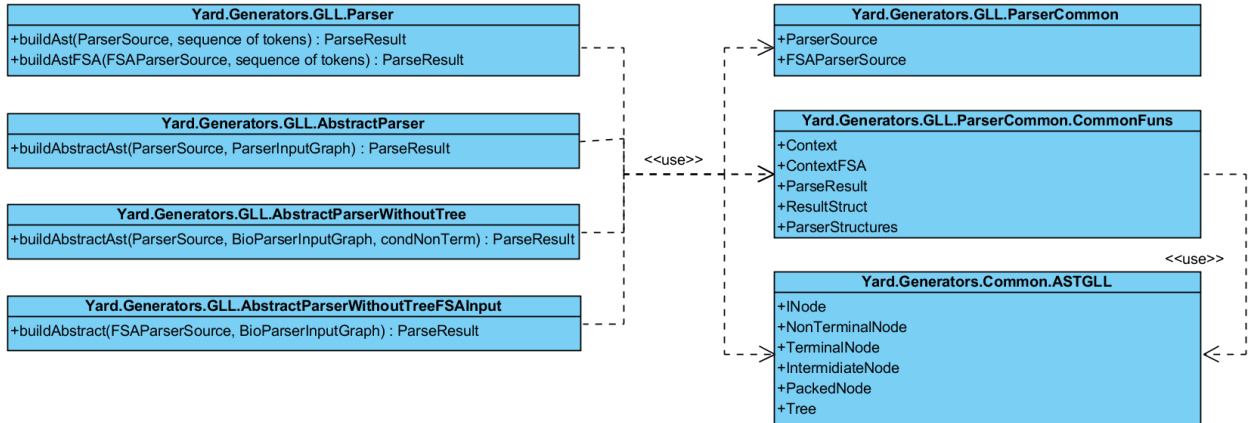 Yard.Generators.GLL.Parser
+buildAst(ParserSource, sequence of tokens) : ParseResult
+buildAstFSA(FSAParserSource, sequence of tokens) : ParseResult
Yard.Generators.GLL.AbstractParser
+buildAbstractAst(ParserSource, ParserInputGraph) : ParseResult
Yard.Generators.GLL.AbstractParserWithoutTree
+buildAbstractAst(ParserSource, BioParserInputGraph, condNonTerm) : ParseResult
Yard.Generators.GLL.AbstractParserWithoutTreeFSAInput
+buildAbstract(FSAParserSource, BioParserInputGraph) : ParseResult
<<use>>
Yard.Generators.GLL.ParserCommon
+ParserSource
+FSAParserSource
Yard.Generators.GLL.ParserCommon.CommonFuns
+Context
+ContextFSA
+ParseResult
+ResultStruct
+ParserStructures
<<use>>
Yard.Generators.Common.ASTGLL
+INode
+NonTerminalNode
+TerminalNode
+IntermidiateNode
+PackedNode
+Tree